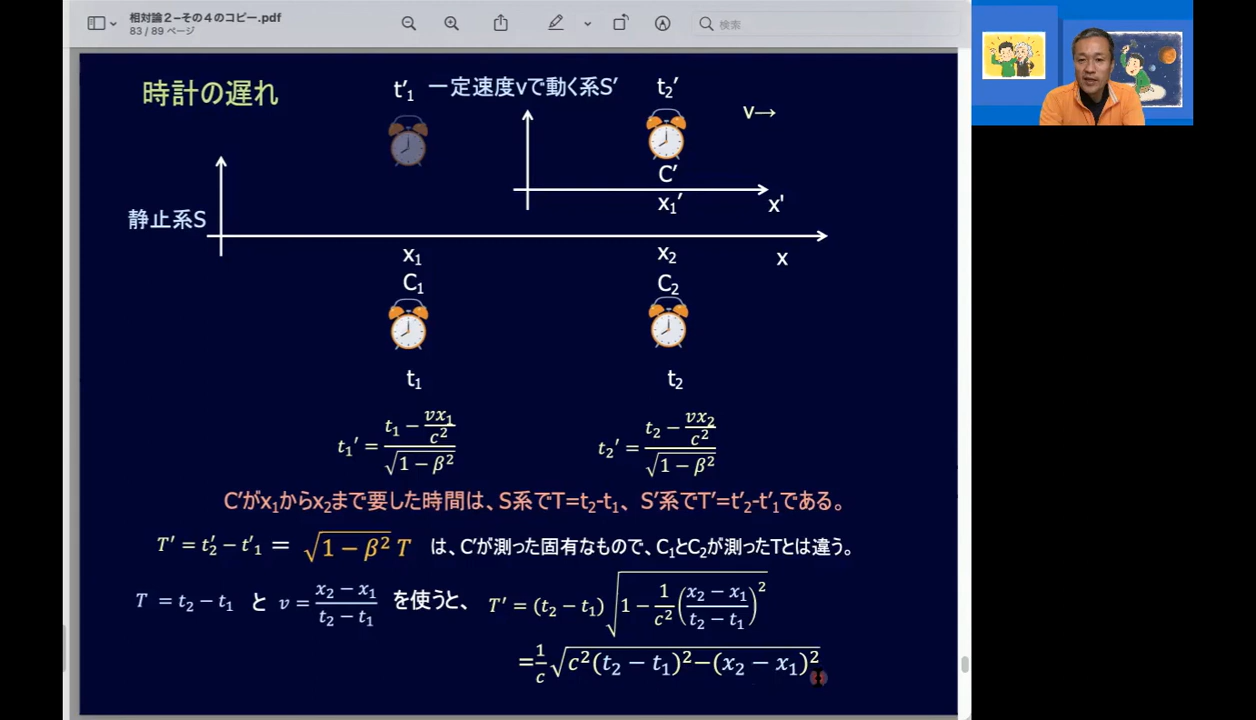 相対論２−その４のコピー.pdf
83 / 89 ページ
検索
時計の遅れ
t′₁ 一定速度vで動く系S′ t₂′
v→
C′
x₁′
x'
静止系S
x₁ x₂ x
C₁ C₂
t₁ t₂
t₁′ = (t₁ − vx₁/c²)/√(1 − β²) t₂′ = (t₂ − vx₂/c²)/√(1 − β²)
C′がx₁からx₂まで要した時間は、S系でT=t₂-t₁、 S′系でT′=t′₂-t′₁である。
T′ = t₂′ − t′₁ = √(1 − β²) T は、C′が測った固有なもので、C₁とC₂が測ったTとは違う。
T = t₂ − t₁ と v = (x₂ − x₁)/(t₂ − t₁) を使うと、 T′ = (t₂ − t₁)√(1 − 1/c² ((x₂ − x₁)/(t₂ − t₁))²)
=1/c √(c²(t₂ − t₁)²−(x₂ − x₁)²)